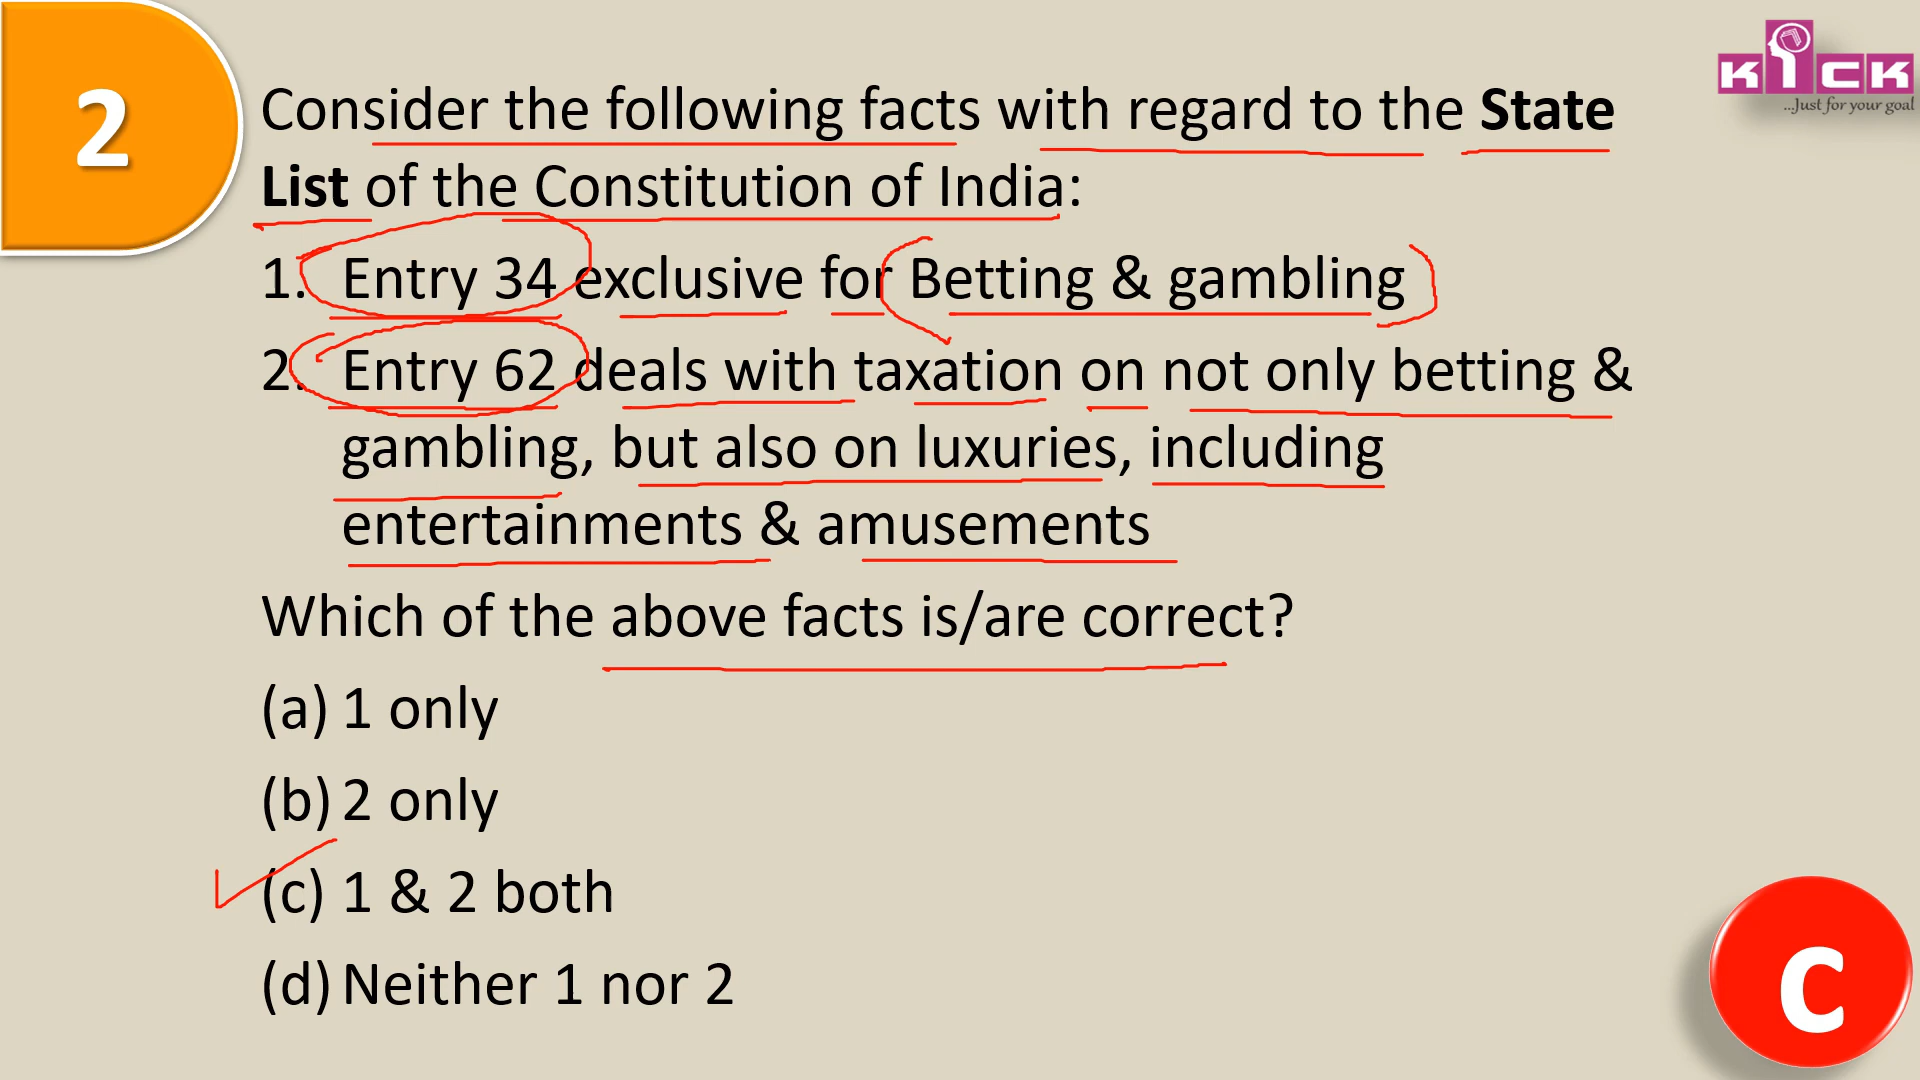 2
KICK
...Just for your goal
Consider the following facts with regard to the State
List of the Constitution of India:
1. Entry 34 exclusive for Betting & gambling
2. Entry 62 deals with taxation on not only betting &
gambling, but also on luxuries, including
entertainments & amusements
Which of the above facts is/are correct?
(a) 1 only
(b) 2 only
(c) 1 & 2 both
(d) Neither 1 nor 2
C